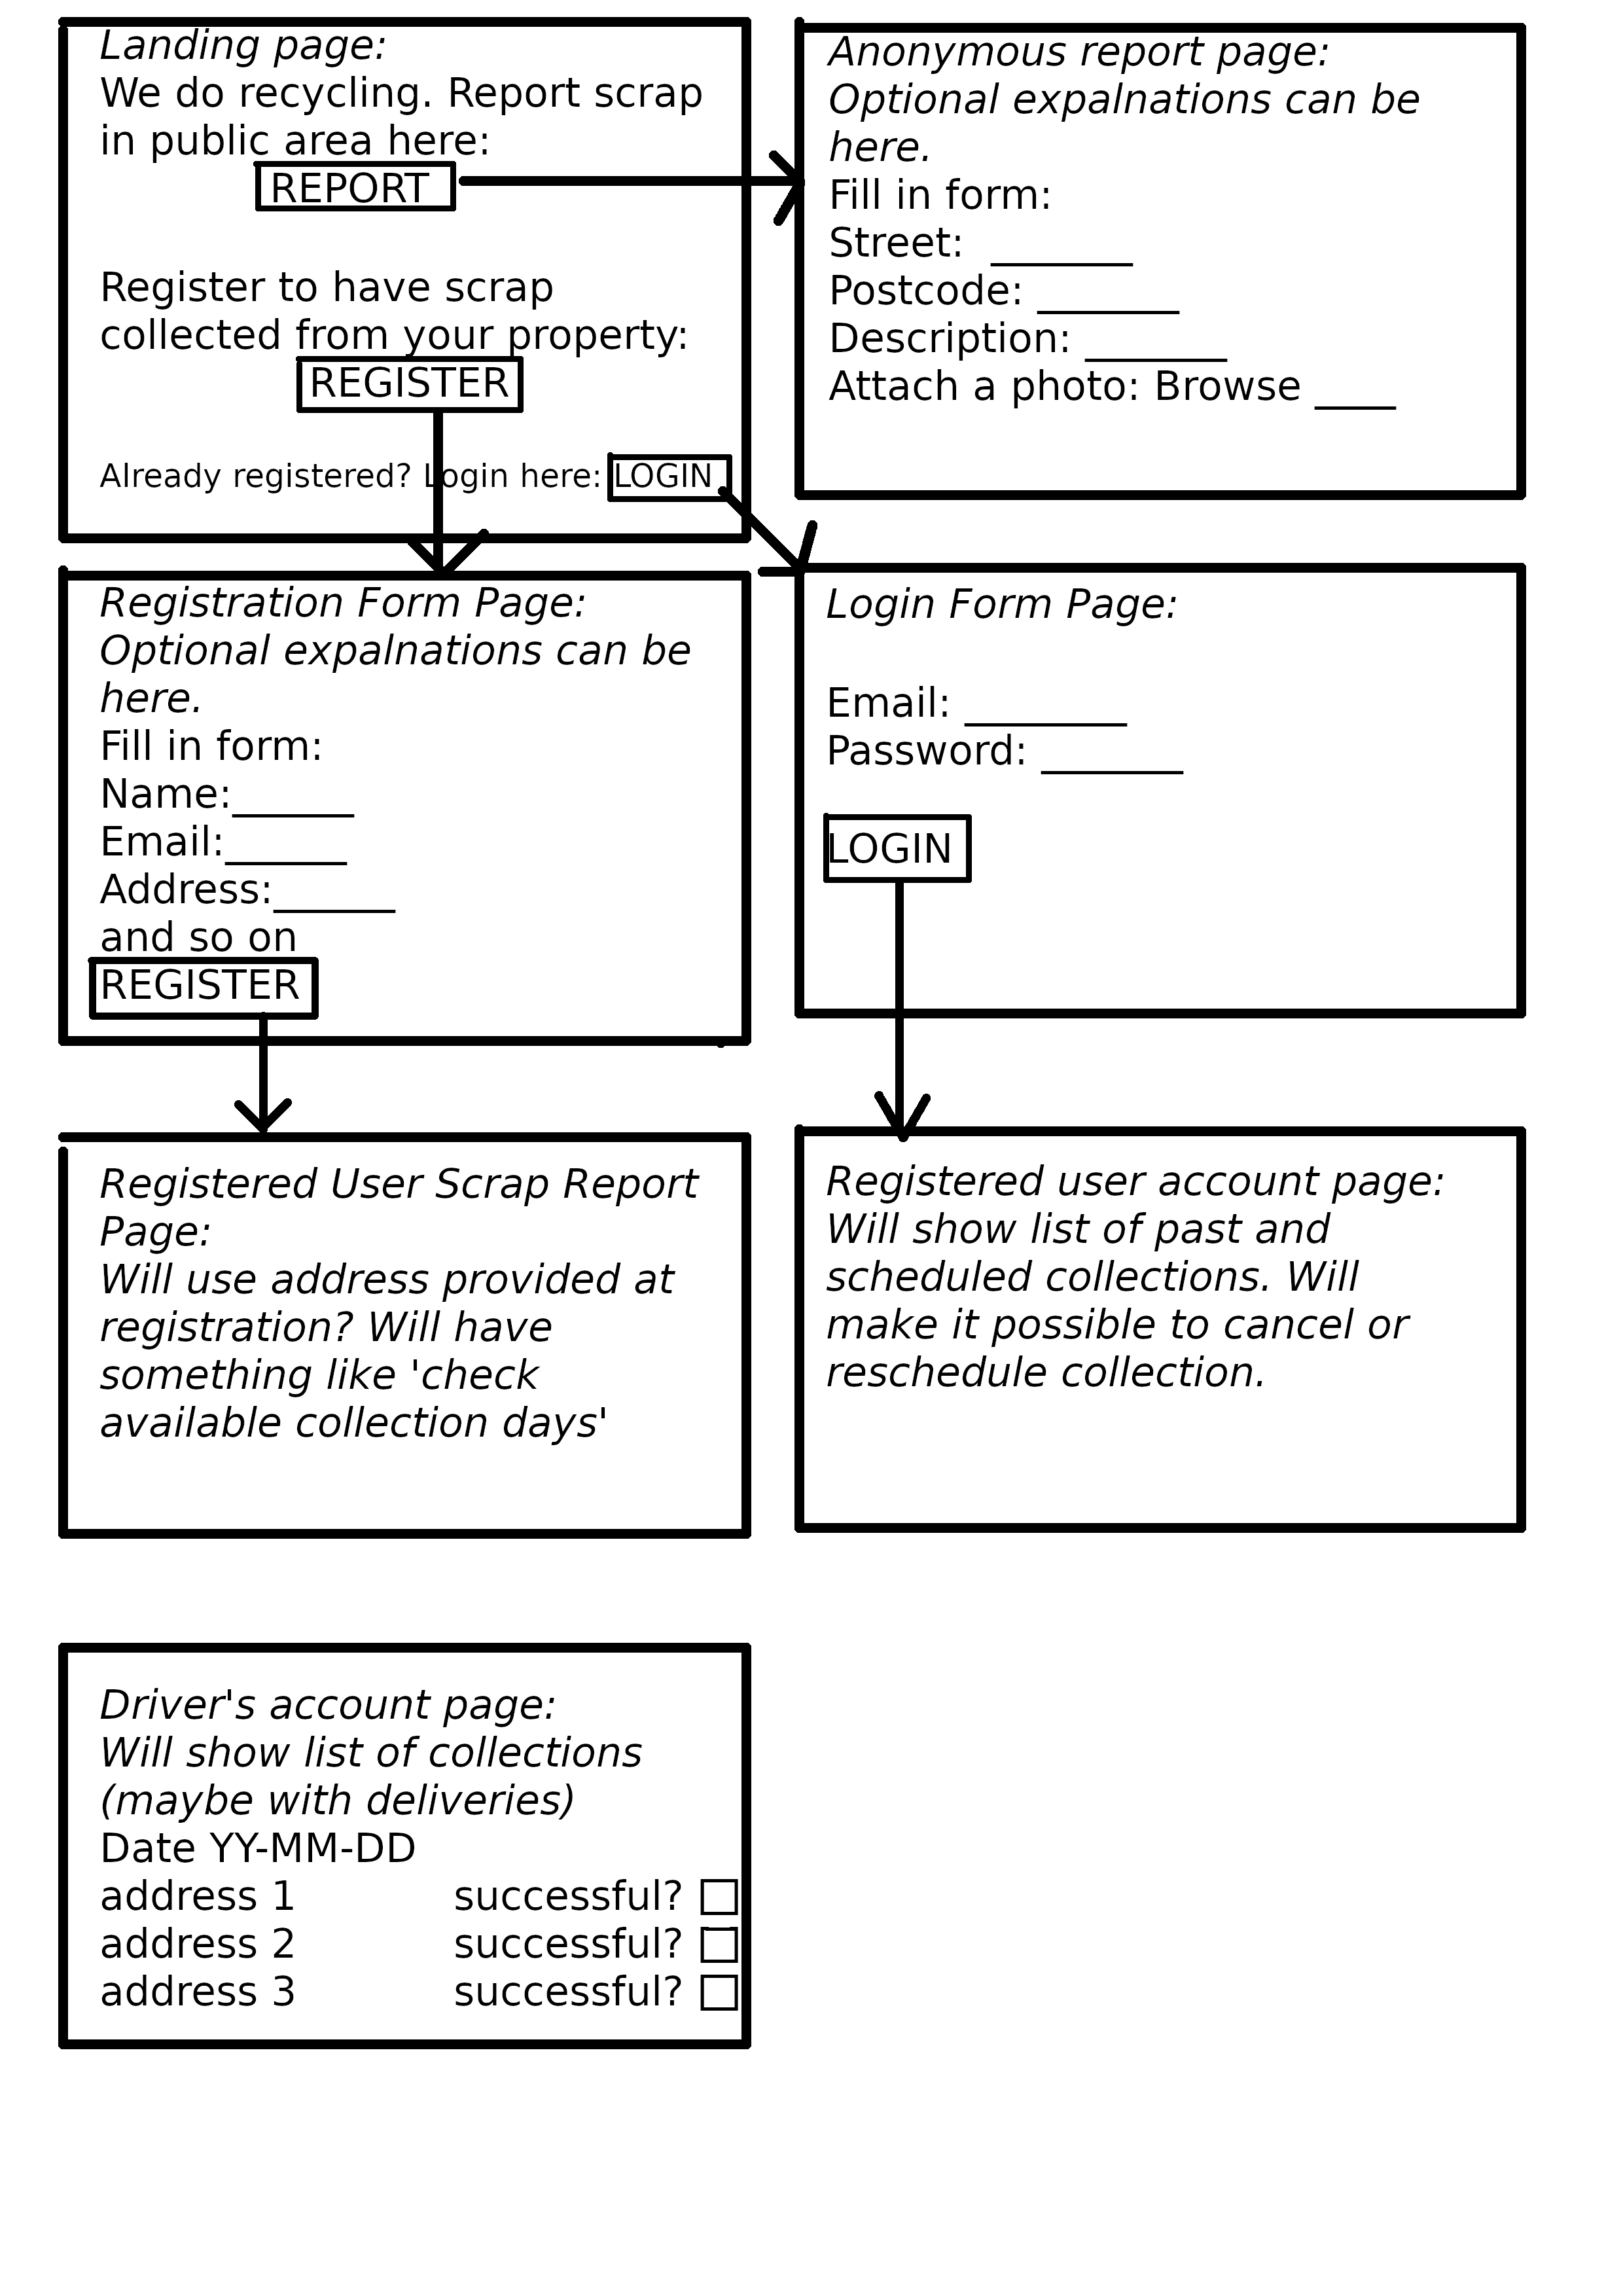 Landing page:
We do recycling. Report scrap
in public area here:
REPORT
Register to have scrap
collected from your property:
REGISTER
Already registered? Login here: LOGIN
Anonymous report page:
Optional expalnations can be
here.
Fill in form:
Street: _______
Postcode: _______
Description: _______
Attach a photo: Browse ____
Registration Form Page:
Optional expalnations can be
here.
Fill in form:
Name:______
Email:______
Address:______
and so on
REGISTER
Login Form Page:
Email: ________
Password: _______
LOGIN
Registered User Scrap Report
Page:
Will use address provided at
registration? Will have
something like 'check
available collection days'
Registered user account page:
Will show list of past and
scheduled collections. Will
make it possible to cancel or
reschedule collection.
Driver's account page:
Will show list of collections
(maybe with deliveries)
Date YY-MM-DD
address 1 successful?
address 2 successful?
address 3 successful?